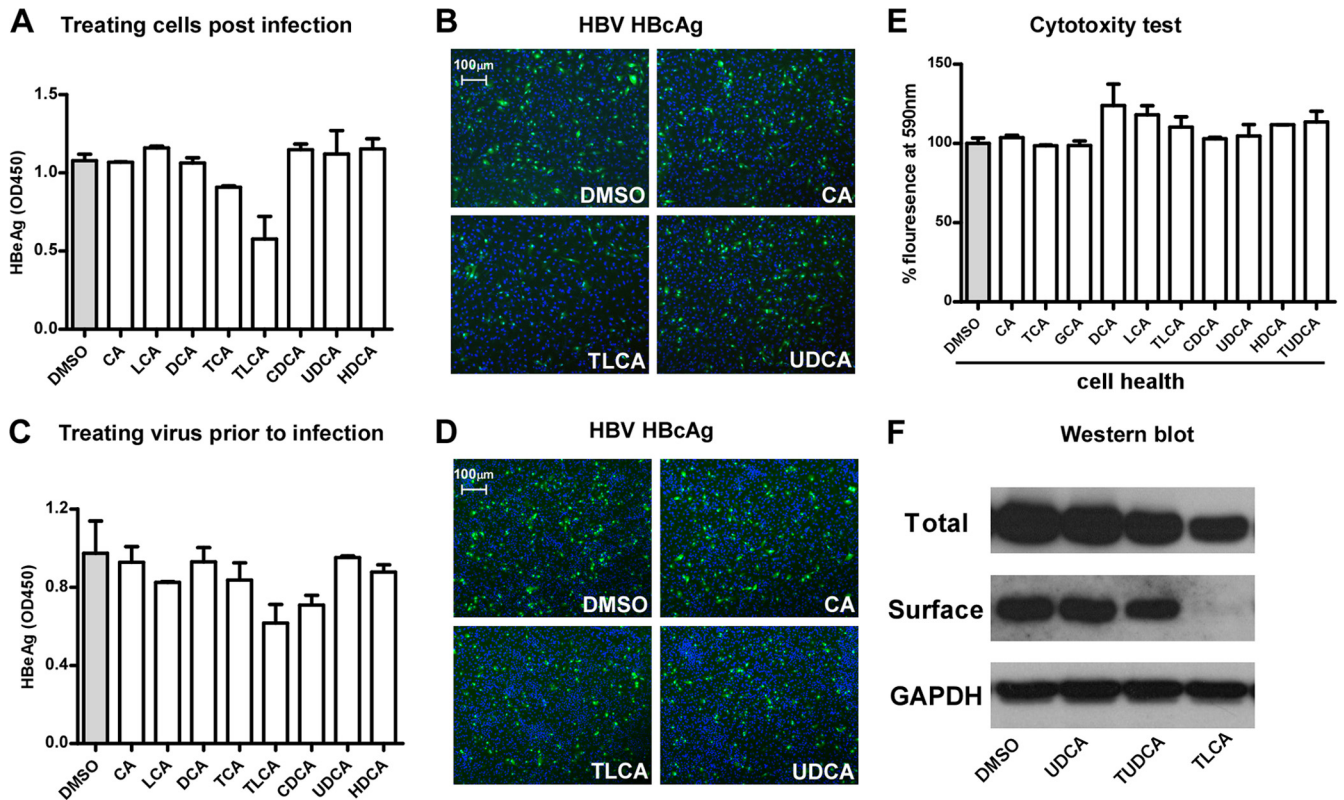 A Treating cells post infection
HBeAg (OD450)
1.5
1.0
0.5
0.0
DMSO CA LCA DCA TCA TLCA CDCA UDCA HDCA
B HBV HBcAg
100μm
DMSO CA
TLCA UDCA
E Cytotoxity test
% flouresence at 590nm
150
100
50
0
DMSO CA TCA GCA DCA LCA TLCA CDCA UDCA HDCA TUDCA
cell health
C Treating virus prior to infection
HBeAg (OD450)
1.2
0.8
0.4
0.0
DMSO CA LCA DCA TCA TLCA CDCA UDCA HDCA
D HBV HBcAg
100μm
DMSO CA
TLCA UDCA
F Western blot
Total
Surface
GAPDH
DMSO UDCA TUDCA TLCA